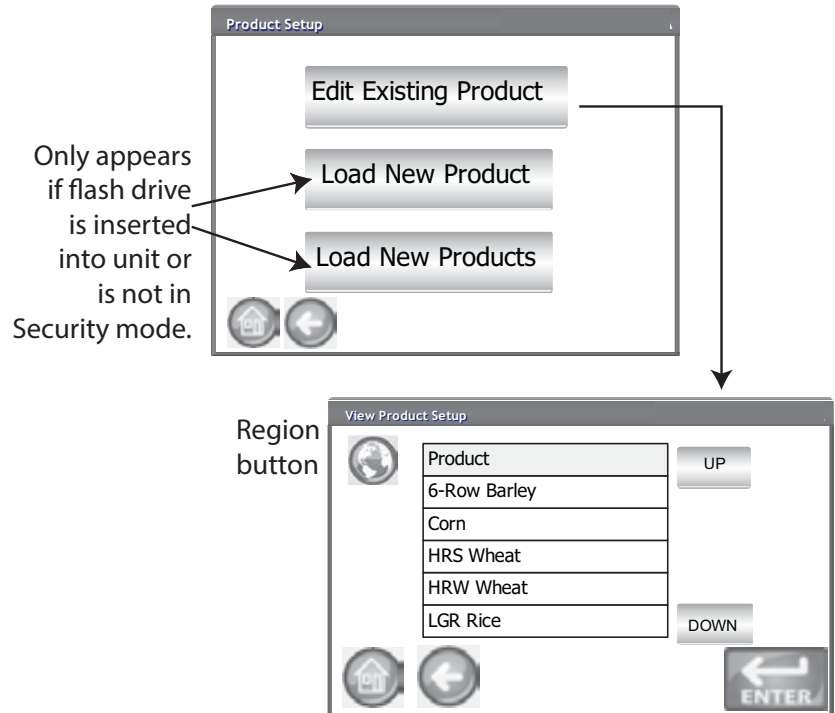 Product Setup
Edit Existing Product
Load New Product
Load New Products
Only appears
if flash drive
is inserted
into unit or
is not in
Security mode.
View Product Setup
Region
button
Product
6-Row Barley
Corn
HRS Wheat
HRW Wheat
LGR Rice
UP
DOWN
ENTER